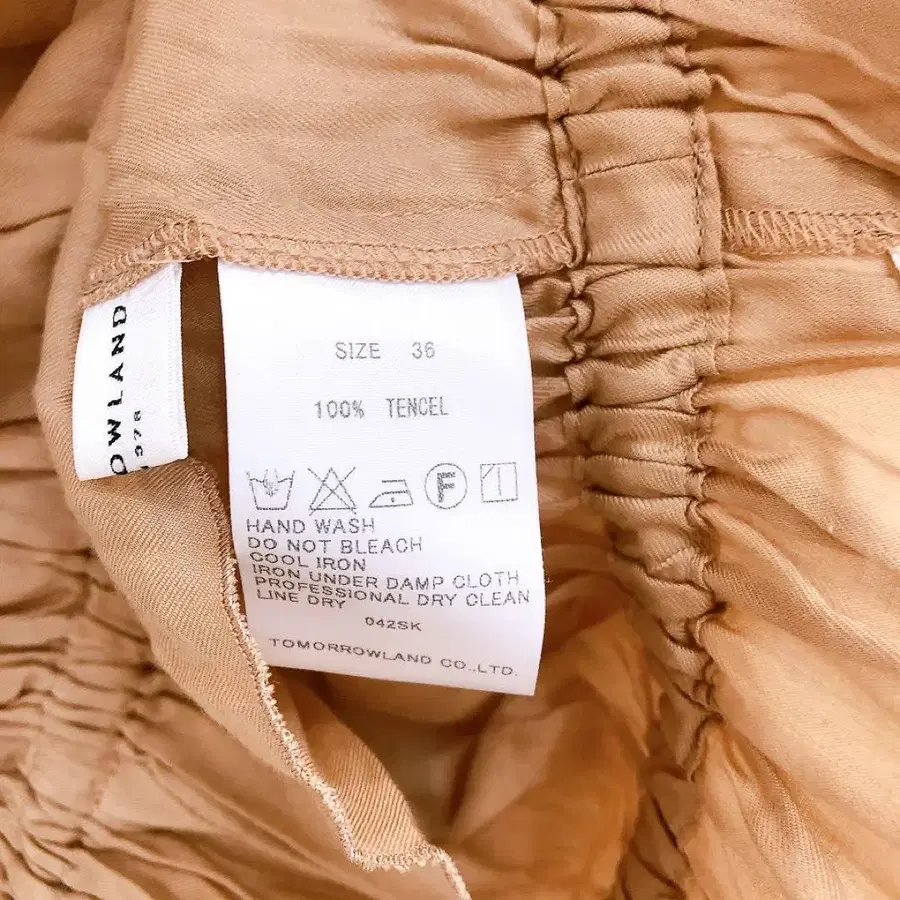 OWLAND
SIZE 36
100% TENCEL
F
HAND WASH
DO NOT BLEACH
COOL IRON
IRON UNDER DAMP CLOTH
PROFESSIONAL DRY CLEAN
LINE DRY
042SK
TOMORROWLAND CO.,LTD.